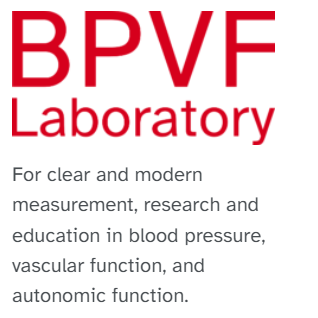 BPVF
Laboratory
For clear and modern
measurement, research and
education in blood pressure,
vascular function, and
autonomic function.